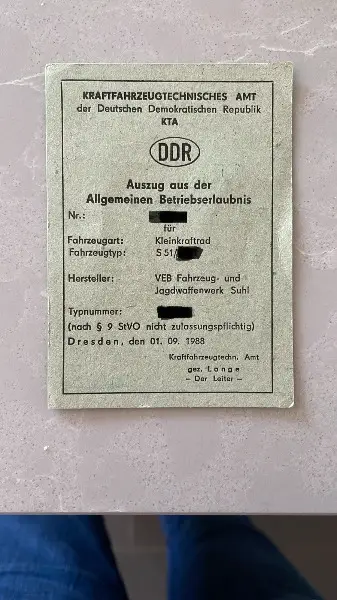 KRAFTFAHRZEUGTECHNISCHES AMT
der Deutschen Demokratischen Republik
KTA
DDR
Auszug aus der
Allgemeinen Betriebserlaubnis
Nr.:
für
Fahrzeugart: Kleinkraftrad
Fahrzeugtyp: S 51/
Hersteller: VEB Fahrzeug- und
Jagdwaffenwerk Suhl
Typnummer:
(nach § 9 StVO nicht zulassungspflichtig)
Dresden, den 01. 09. 1988
Kraftfahrzeugtechn. Amt
gez. Lange
— Der Leiter —